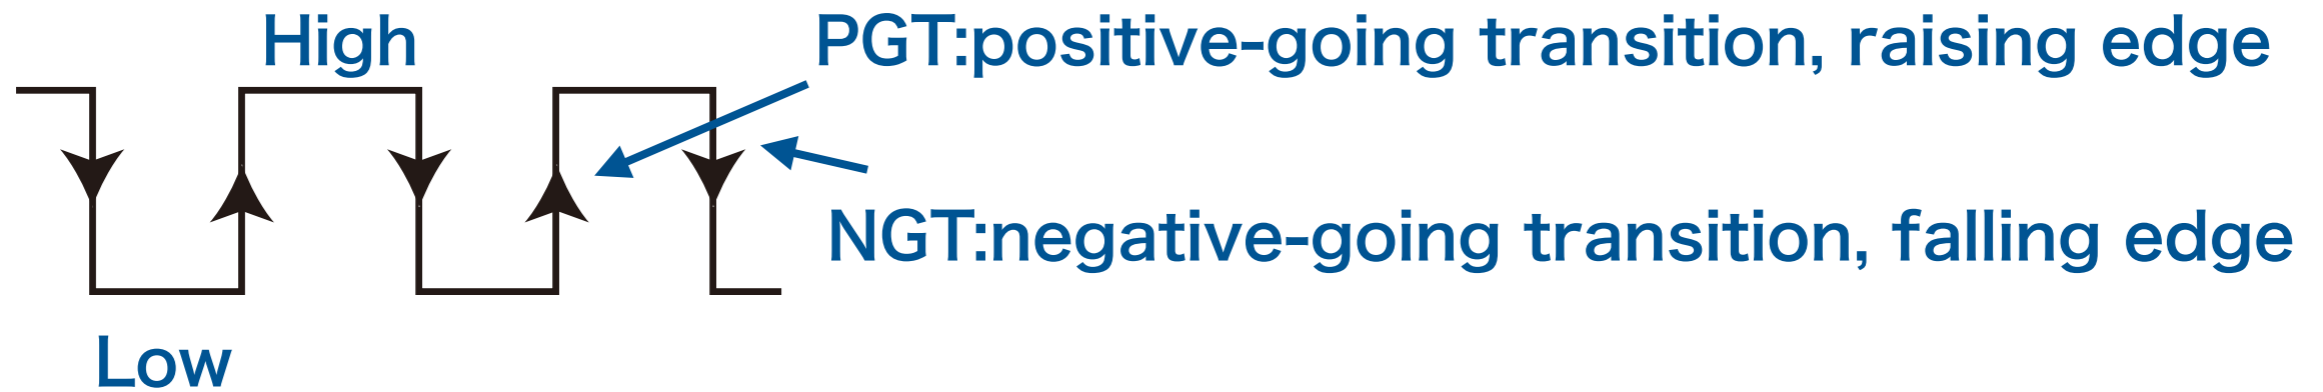 High
PGT:positive-going transition, raising edge
NGT:negative-going transition, falling edge
Low